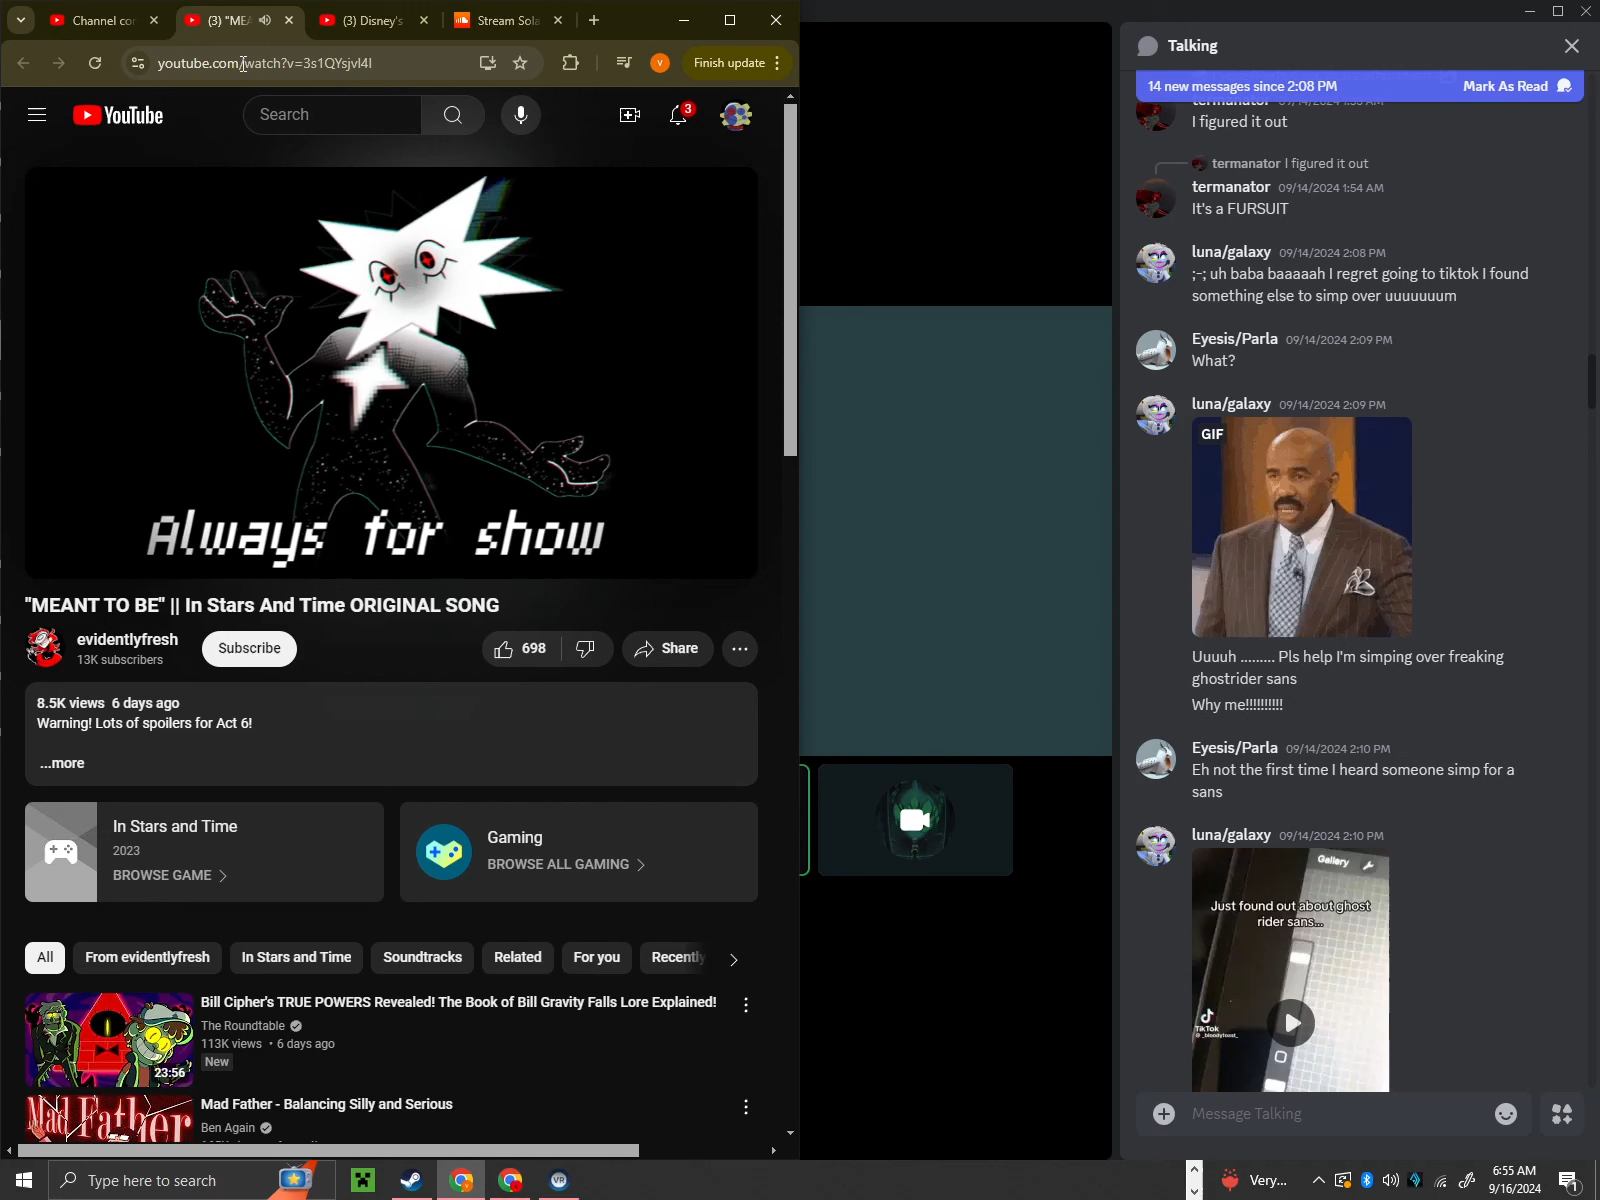 Channel con
(3) "MEA
(3) Disney's
Stream Sola
youtube.com/watch?v=3s1QYsjvl4I
v
Finish update
YouTube
Search
3
Always for show
"MEANT TO BE" || In Stars And Time ORIGINAL SONG
evidentlyfresh
13K subscribers
Subscribe
698
Share
8.5K views 6 days ago
Warning! Lots of spoilers for Act 6!
...more
In Stars and Time
2023
BROWSE GAME
Gaming
BROWSE ALL GAMING
All
From evidentlyfresh
In Stars and Time
Soundtracks
Related
For you
Recently
Bill Cipher's TRUE POWERS Revealed! The Book of Bill Gravity Falls Lore Explained!
The Roundtable
113K views • 6 days ago
New
23:56
Mad Father
Mad Father - Balancing Silly and Serious
Ben Again
Talking
14 new messages since 2:08 PM
Mark As Read
I figured it out
termanator I figured it out
termanator 09/14/2024 1:54 AM
It's a FURSUIT
luna/galaxy 09/14/2024 2:08 PM
;-; uh baba baaaaah I regret going to tiktok I found
something else to simp over uuuuuuum
Eyesis/Parla 09/14/2024 2:09 PM
What?
luna/galaxy 09/14/2024 2:09 PM
GIF
Uuuuh ......... Pls help I'm simping over freaking
ghostrider sans
Why me!!!!!!!!!!
Eyesis/Parla 09/14/2024 2:10 PM
Eh not the first time I heard someone simp for a
sans
luna/galaxy 09/14/2024 2:10 PM
Gallery
Just found out about ghost
rider sans...
TikTok
@_bloodytoast_
Message Talking
Type here to search
VR
Very...
6:55 AM
9/16/2024
1